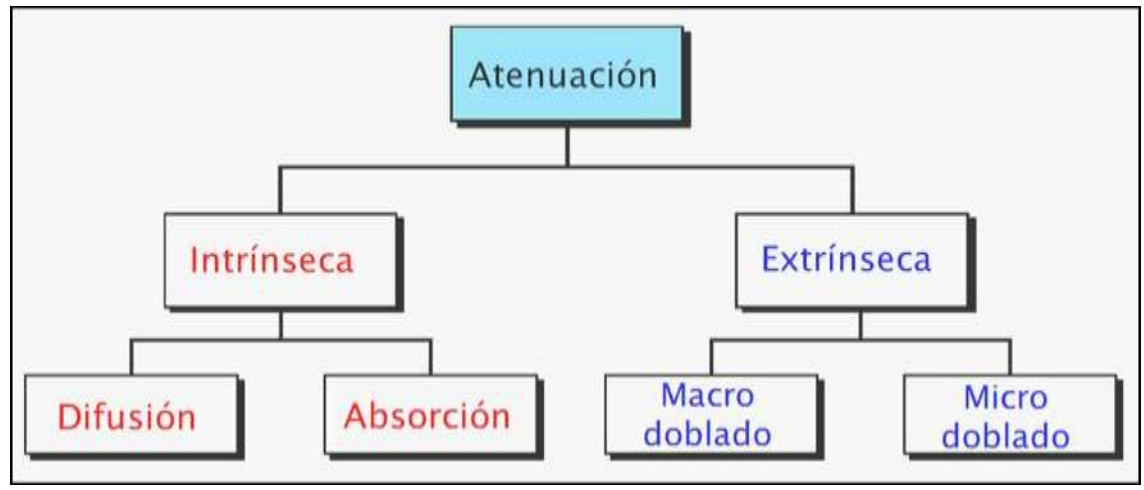 Atenuación
Intrínseca
Extrínseca
Difusión
Absorción
Macro
doblado
Micro
doblado